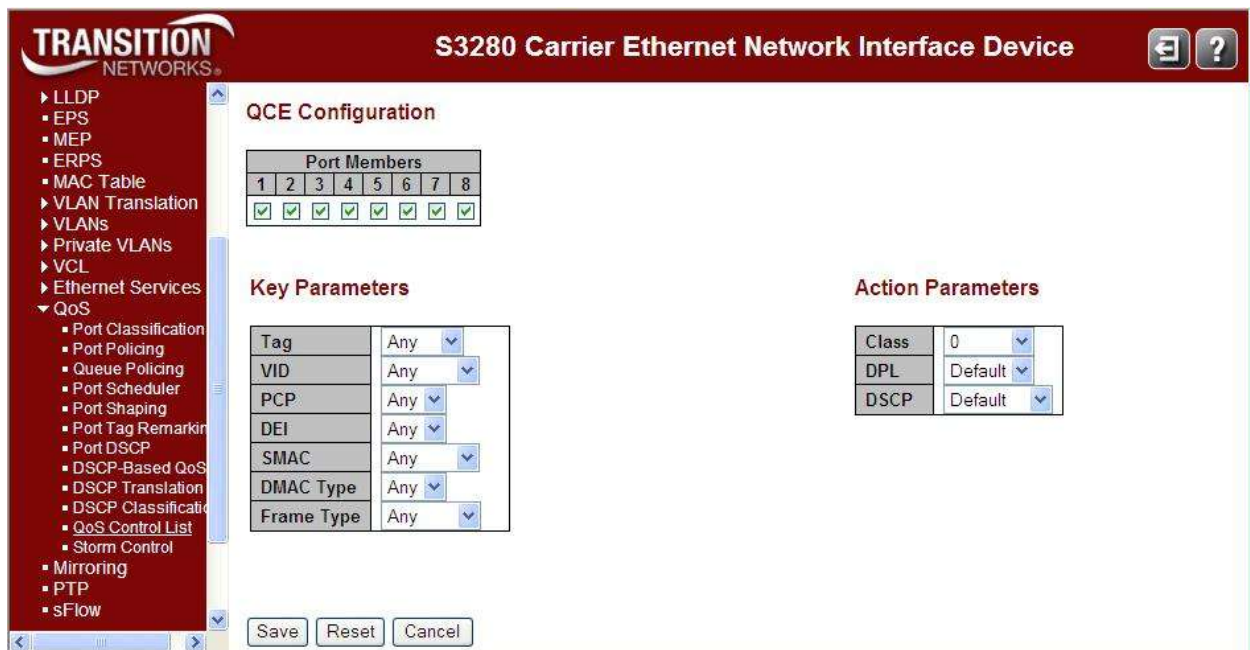 TRANSITION
NETWORKS®
S3280 Carrier Ethernet Network Interface Device
?
LLDP
EPS
MEP
ERPS
MAC Table
VLAN Translation
VLANs
Private VLANs
VCL
Ethernet Services
QoS
Port Classification
Port Policing
Queue Policing
Port Scheduler
Port Shaping
Port Tag Remarkin
Port DSCP
DSCP-Based QoS
DSCP Translation
DSCP Classificatio
QoS Control List
Storm Control
Mirroring
PTP
sFlow
QCE Configuration
Port Members
1 2 3 4 5 6 7 8
Key Parameters
Tag Any
VID Any
PCP Any
DEI Any
SMAC Any
DMAC Type Any
Frame Type Any
Action Parameters
Class 0
DPL Default
DSCP Default
Save Reset Cancel